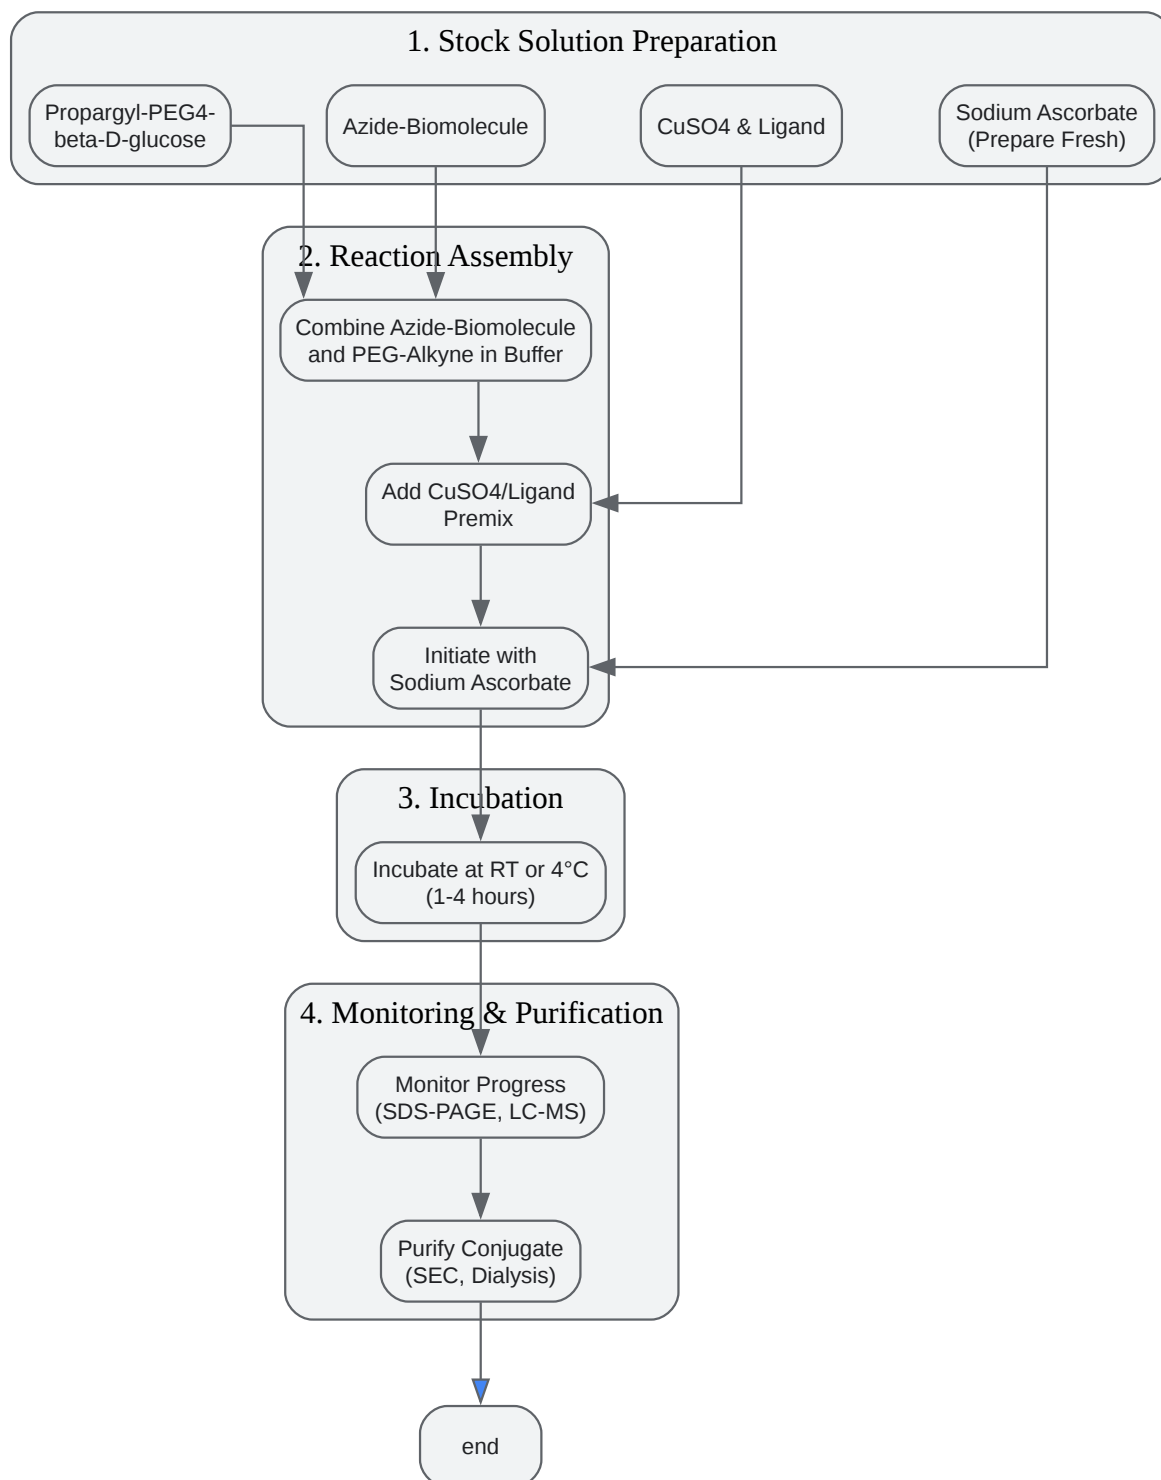 1. Stock Solution Preparation
Propargyl-PEG4-
beta-D-glucose
Azide-Biomolecule
CuSO4 & Ligand
Sodium Ascorbate
(Prepare Fresh)
2. Reaction Assembly
Combine Azide-Biomolecule
and PEG-Alkyne in Buffer
Add CuSO4/Ligand
Premix
Initiate with
Sodium Ascorbate
3. Incubation
Incubate at RT or 4°C
(1-4 hours)
4. Monitoring & Purification
Monitor Progress
(SDS-PAGE, LC-MS)
Purify Conjugate
(SEC, Dialysis)
end